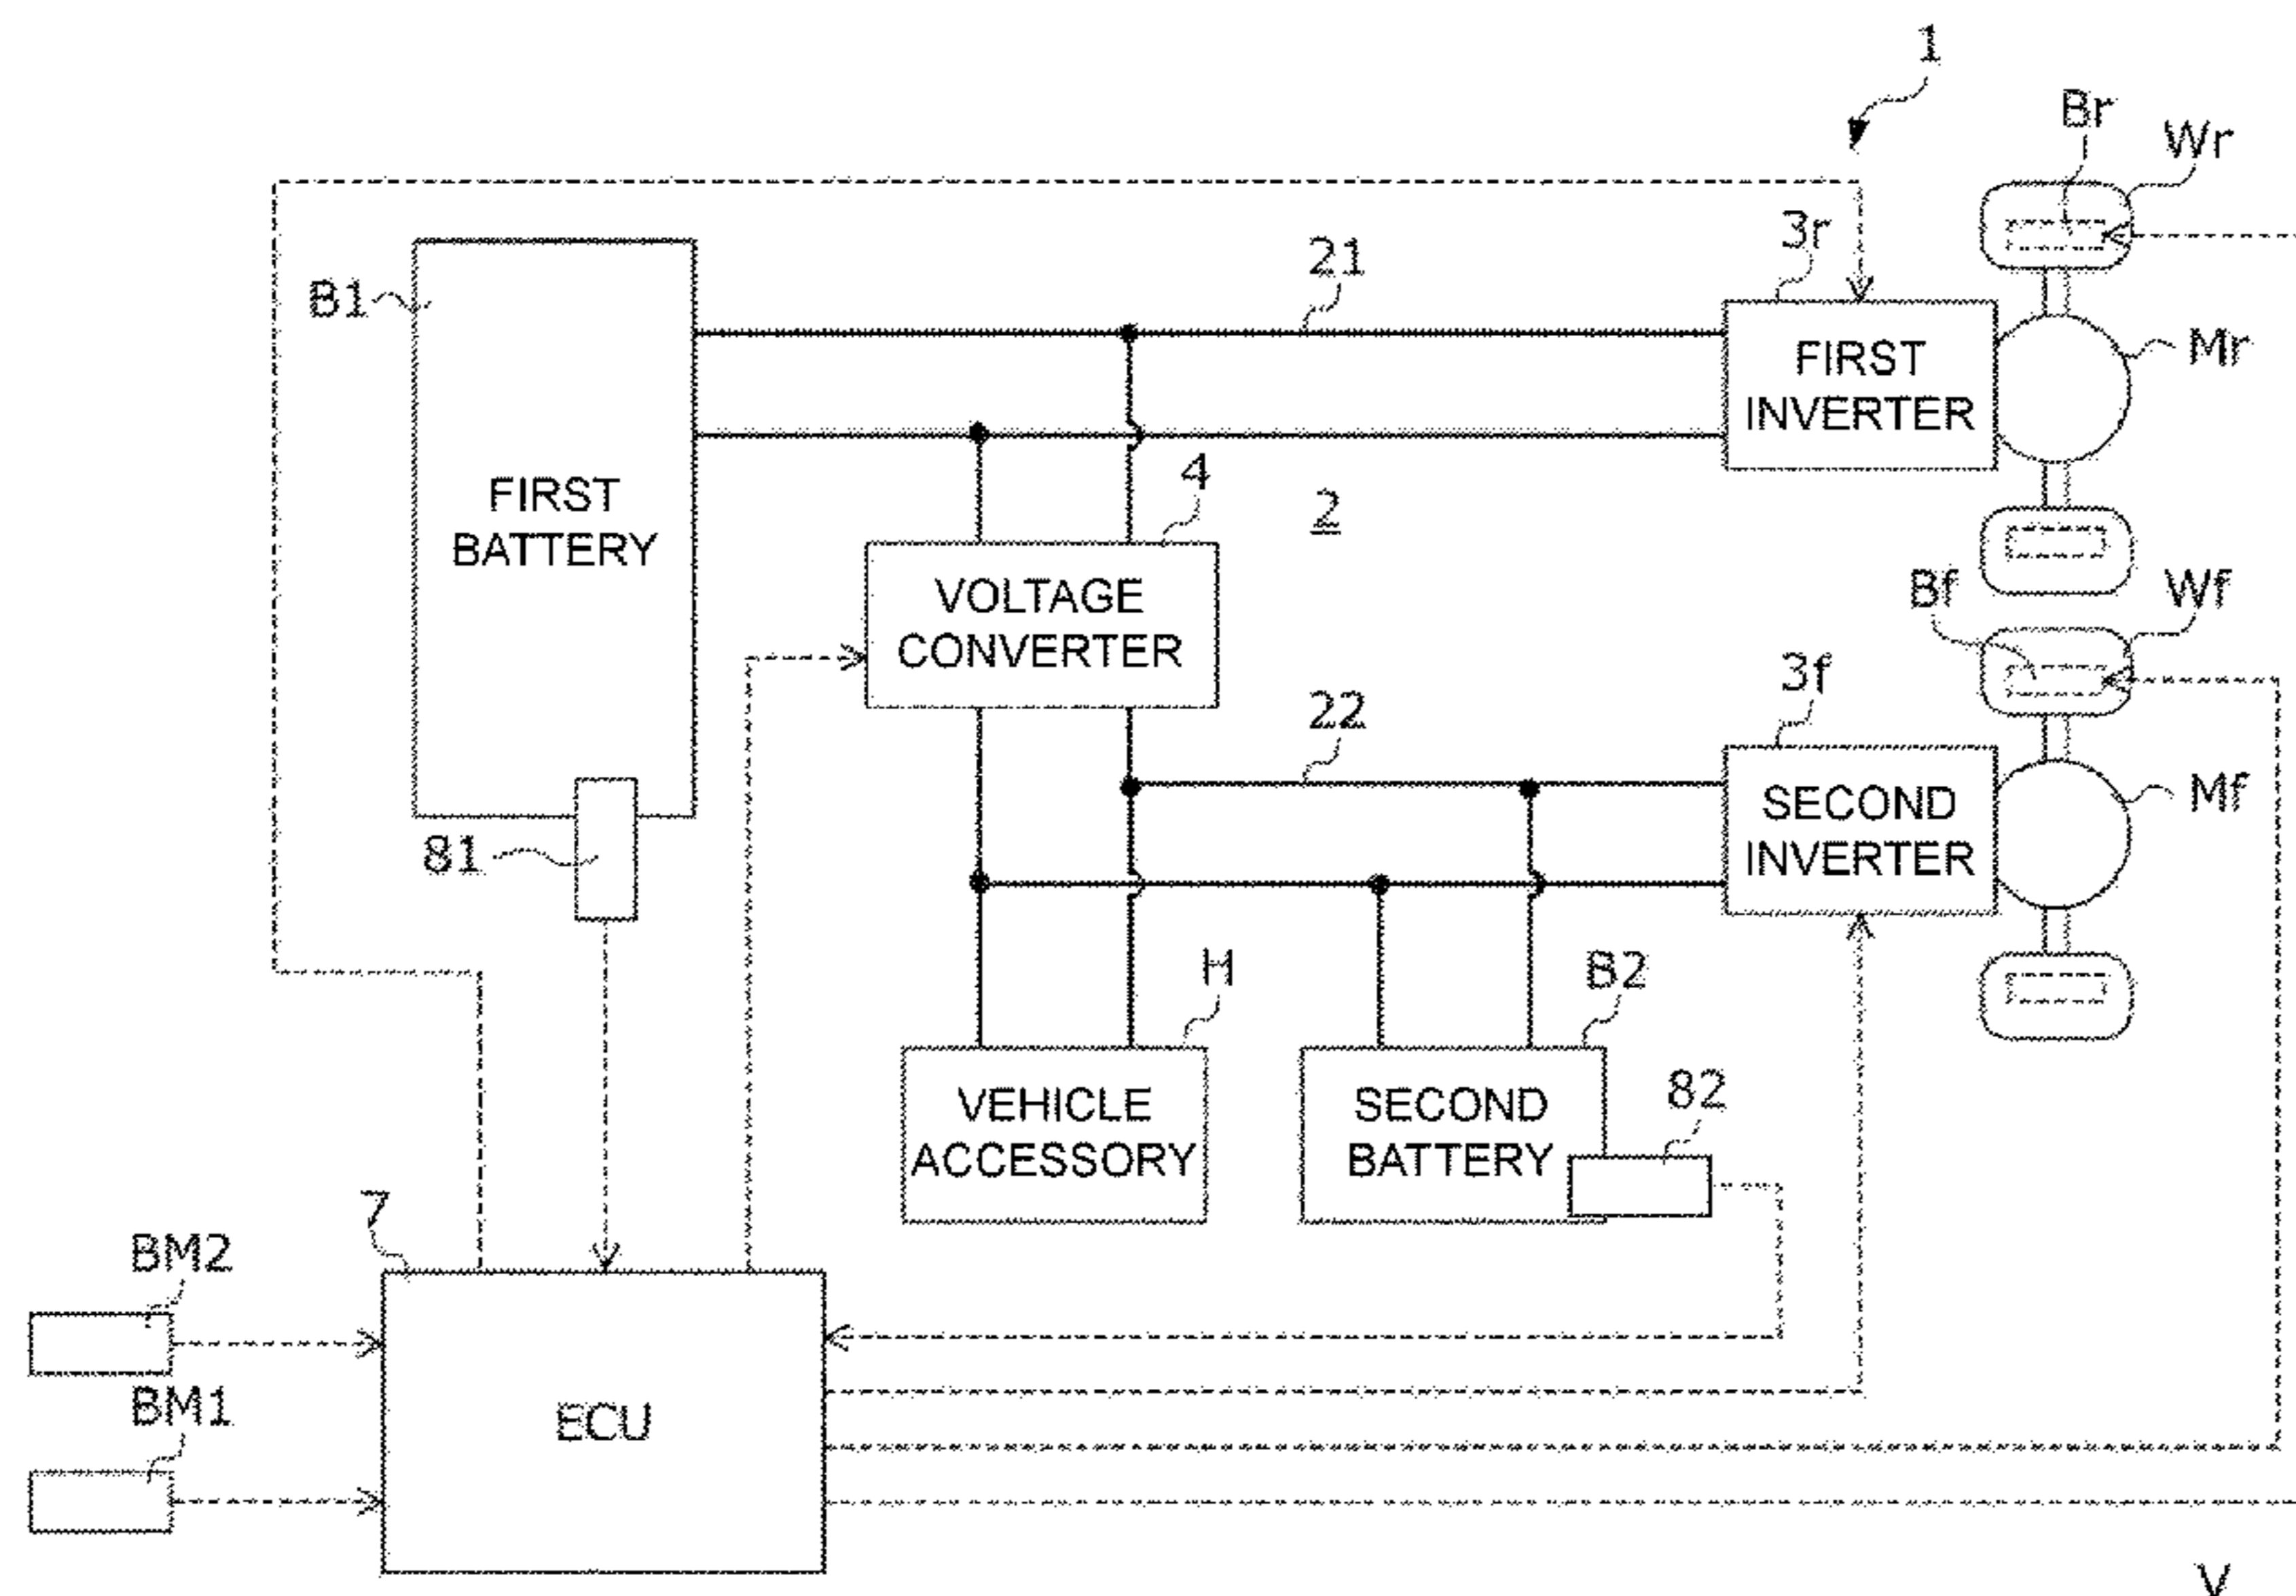 1
Br
Wr
3r
21
B1
FIRST
INVERTER
Mr
FIRST
BATTERY
4
2
VOLTAGE
CONVERTER
Bf
Wf
3f
22
SECOND
INVERTER
Mf
81
H
B2
VEHICLE
ACCESSORY
SECOND
BATTERY
82
7
BM2
BM1
ECU
V